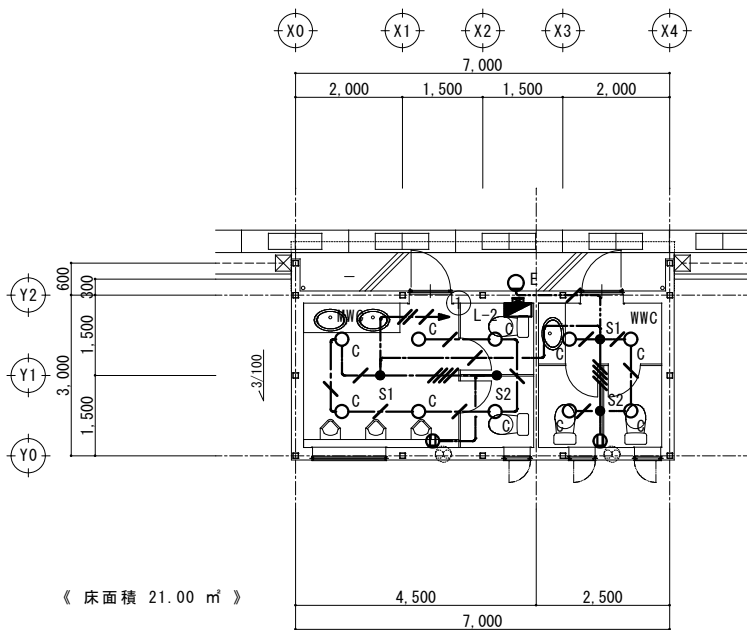 X0 X1 X2 X3 X4
7,000
2,000 1,500 1,500 2,000
600
300
Y2
E
1
MWC
L-2
WWC
C C C C
S1
C
1,500
3,000
Y1
3/100
S1
C C S2
S2
C C C
1,500
Y0
《 床面積 21.00 ㎡ 》
4,500 2,500
7,000